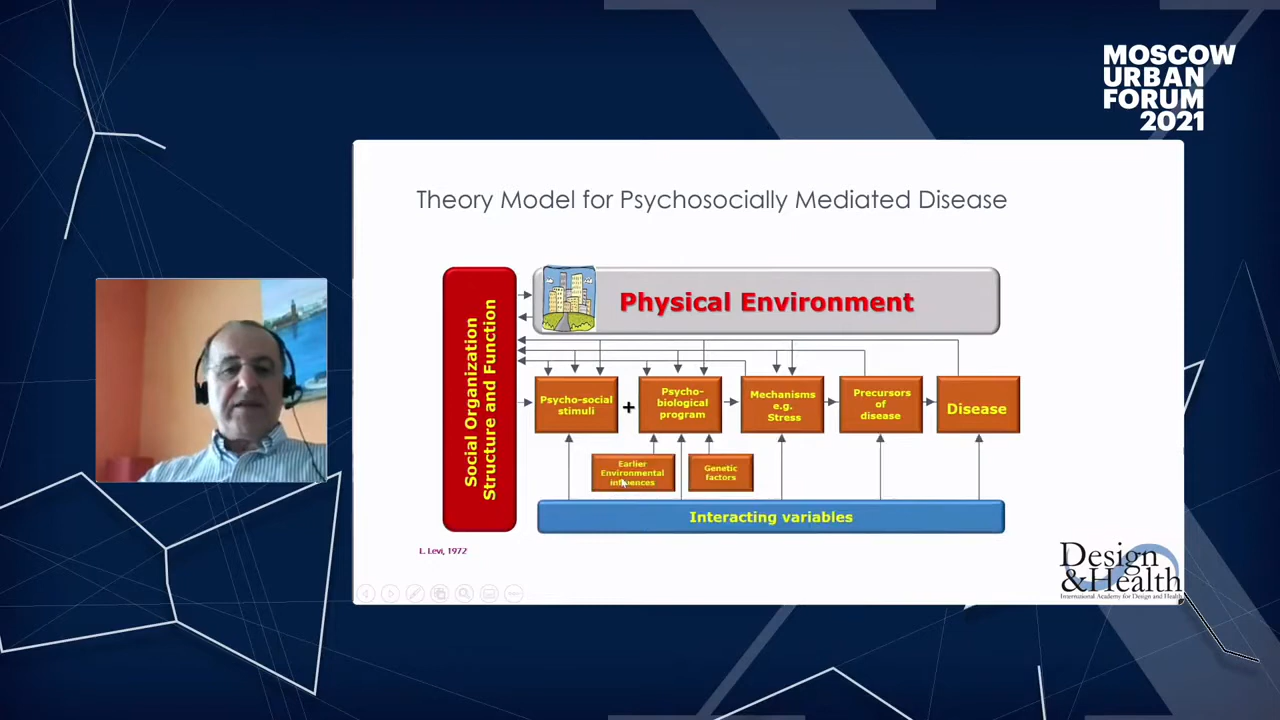 MOSCOW
URBAN
FORUM
2021
Theory Model for Psychosocially Mediated Disease
Physical Environment
Social Organization
Structure and Function
Psycho-social
stimuli
+
Psycho-
biological
program
Mechanisms
e.g.
Stress
Precursors
of
disease
Disease
Earlier
Environmental
influences
Genetic
factors
Interacting variables
L. Levi, 1972
Design
&Health
International Academy for Design and Health